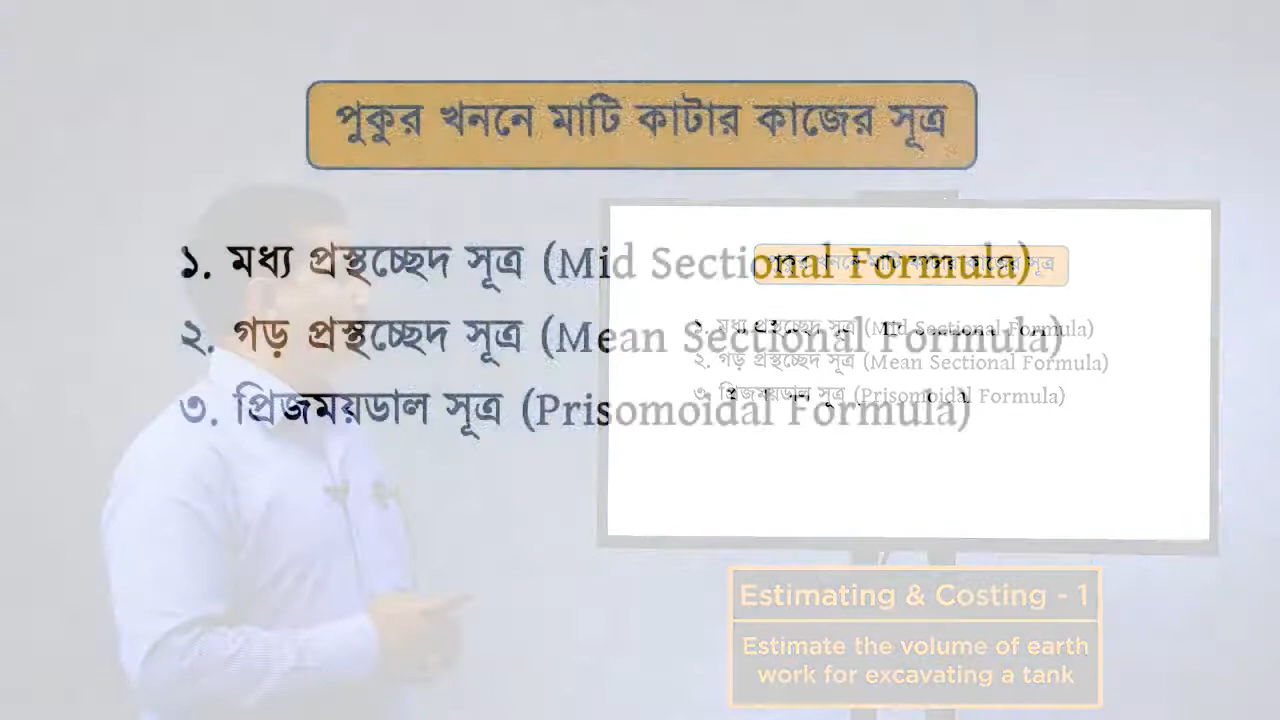 পুকুর খননে মাটি কাটার কাজের সূত্র
১. মধ্য প্রস্থচ্ছেদ সূত্র (Mid Sectional Formula)
২. গড় প্রস্থচ্ছেদ সূত্র (Mean Sectional Formula)
৩. প্রিজময়ডাল সূত্র (Prisomoidal Formula)
পুকুর খননে মাটি কাটার কাজের সূত্র
১. মধ্য প্রস্থচ্ছেদ সূত্র (Mid Sectional Formula)
২. গড় প্রস্থচ্ছেদ সূত্র (Mean Sectional Formula)
৩. প্রিজময়ডাল সূত্র (Prisomoidal Formula)
Estimating & Costing - 1
Estimate the volume of earth
work for excavating a tank